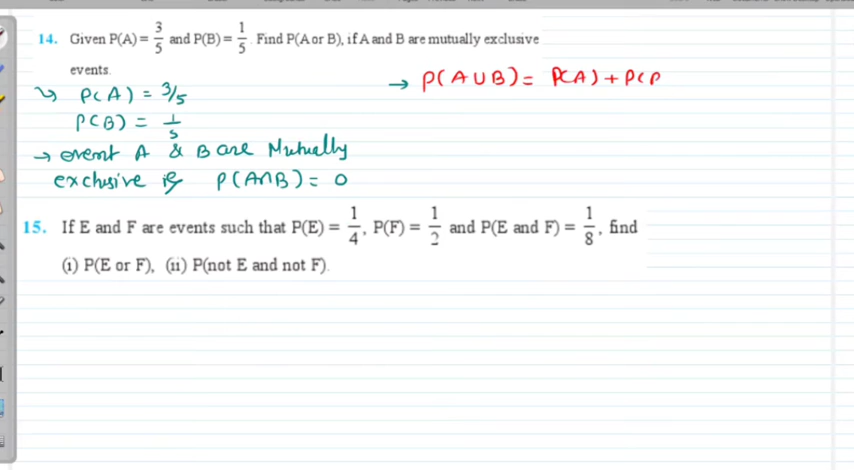 14. Given P(A) = 3/5 and P(B) = 1/5. Find P(A or B), if A and B are mutually exclusive
events.
→ P(A) = 3/5
P(B) = 1/5
→ event A & B are Mutually
exclusive if P(A∩B) = 0
→ P(A∪B) = P(A) + P(P
15. If E and F are events such that P(E) = 1/4, P(F) = 1/2 and P(E and F) = 1/8, find
(i) P(E or F), (ii) P(not E and not F).